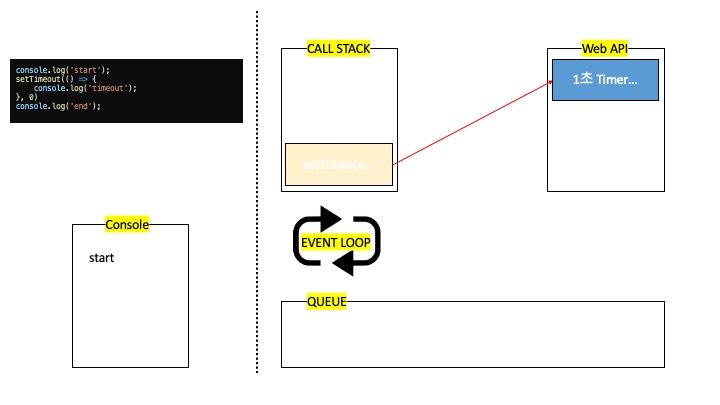 console.log('start');
setTimeout(() => {
    console.log('timeout');
}, 0)
console.log('end');
Console
start
CALL STACK
setTimeout...
Web API
1초 Timer...
EVENT LOOP
QUEUE